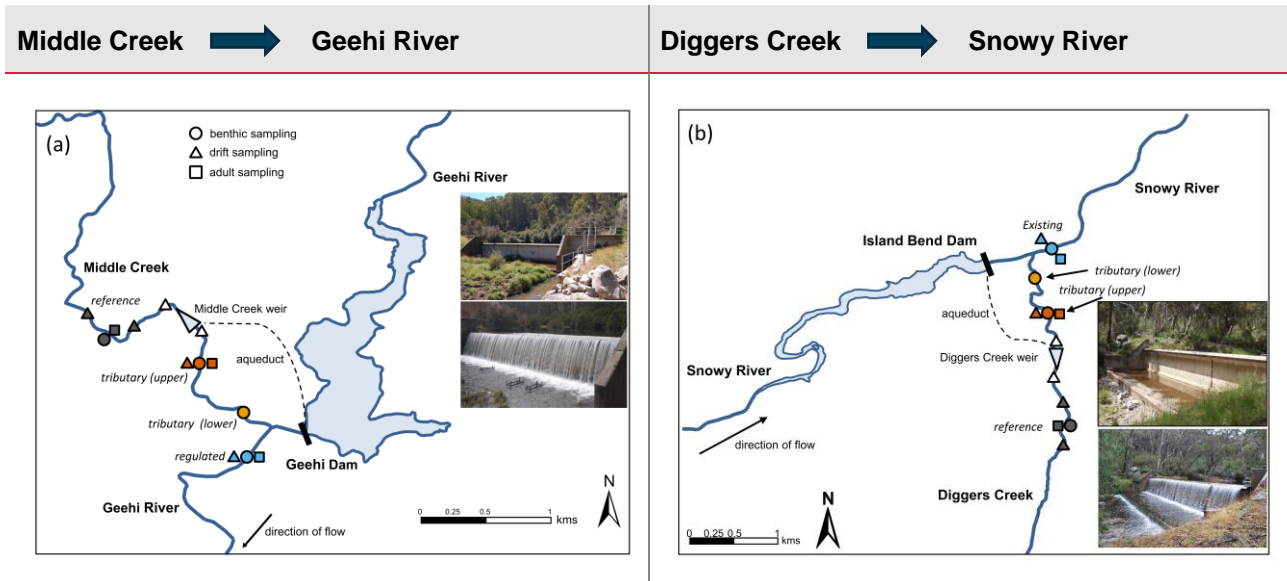 Middle Creek Geehi River
Diggers Creek Snowy River
(a)
benthic sampling
drift sampling
adult sampling
Geehi River
Middle Creek
reference
Middle Creek weir
aqueduct
tributary (upper)
tributary (lower)
regulated
Geehi Dam
Geehi River
direction of flow
0 0.25 0.5 1
kms
N
(b)
Snowy River
Existing
Island Bend Dam
tributary (lower)
tributary (upper)
aqueduct
Diggers Creek weir
Snowy River
direction of flow
reference
Diggers Creek
N
0 0.25 0.5 1
kms